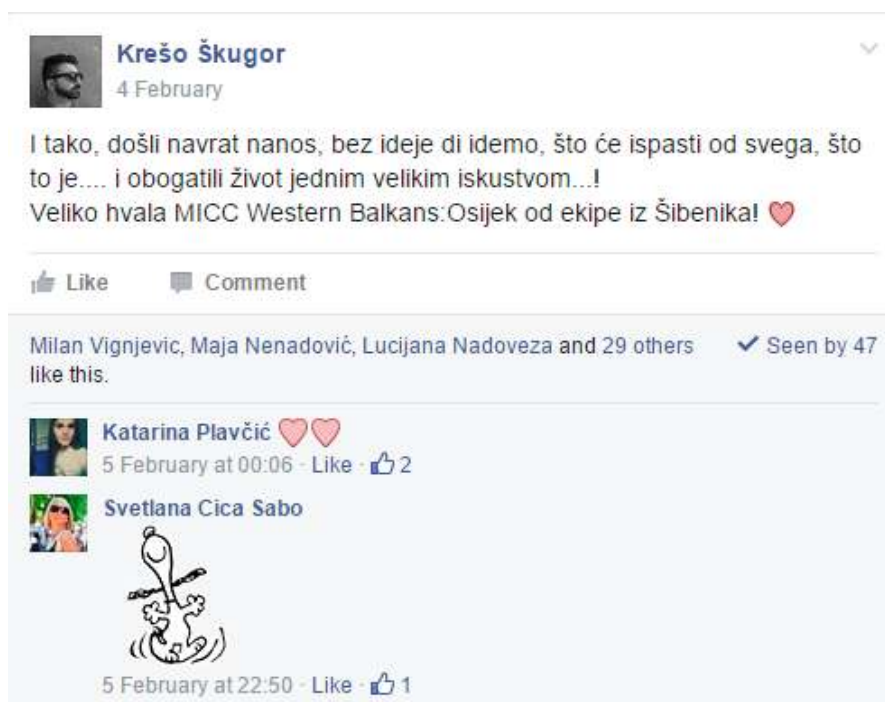 Krešo Škugor
4 February
I tako, došli navrat nanos, bez ideje di idemo, što će ispasti od svega, što
to je.... i obogatili život jednim velikim iskustvom...!
Veliko hvala MICC Western Balkans:Osijek od ekipe iz Šibenika!
Like Comment
Milan Vignjevic, Maja Nenadović, Lucijana Nadoveza and 29 others
like this.
Seen by 47
Katarina Plavčić
5 February at 00:06 · Like · 2
Svetlana Cica Sabo
5 February at 22:50 · Like · 1